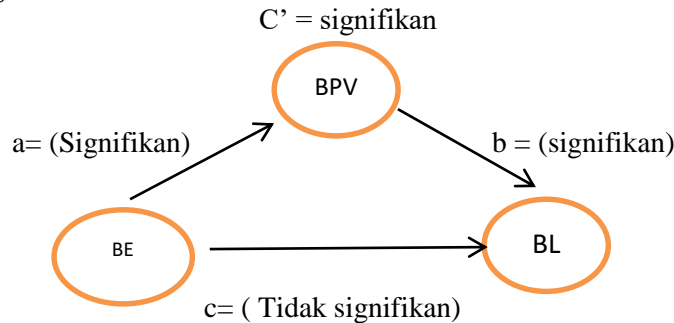 C’ = signifikan
BPV
a= (Signifikan)
b = (signifikan)
BE
BL
c= ( Tidak signifikan)